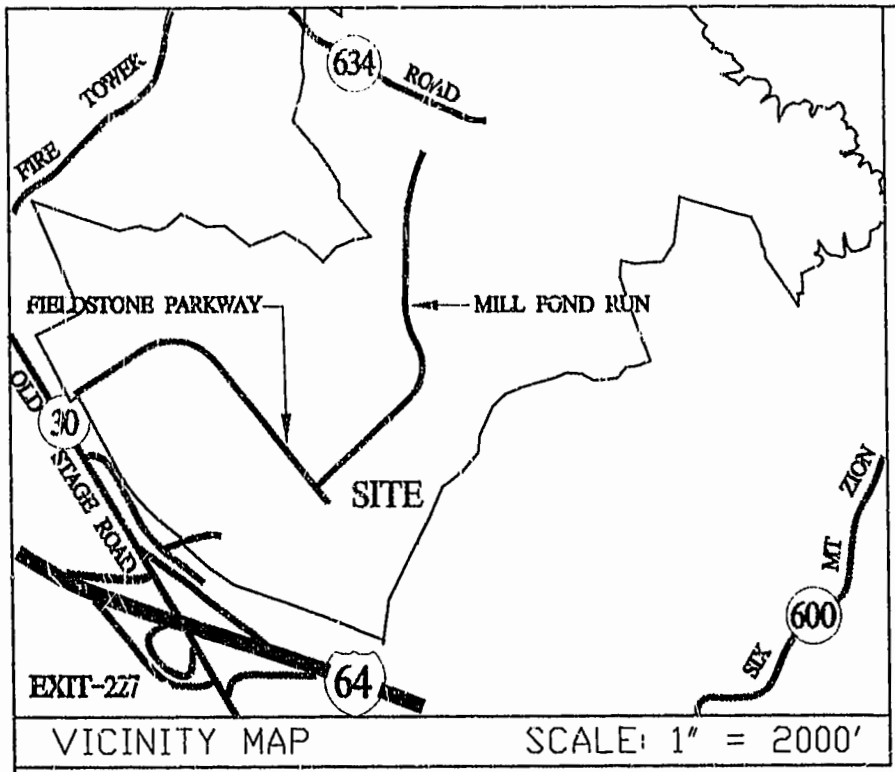 634
ROAD
FIRE TOWER
FIELDSTONE PARKWAY
MILL POND RUN
30
OLD STAGE ROAD
SITE
SIX MT ZION
600
EXIT-227
64
VICINITY MAP
SCALE: 1" = 2000'